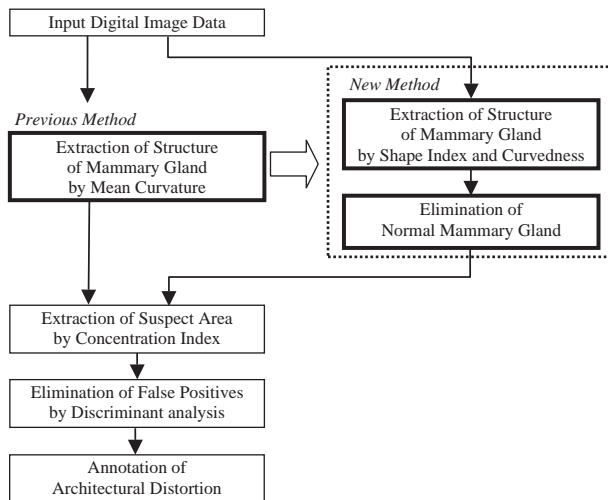 Input Digital Image Data
New Method
Previous Method
Extraction of Structure
of Mammary Gland
by Mean Curvature
Extraction of Structure
of Mammary Gland
by Shape Index and Curvedness
Elimination of
Normal Mammary Gland
Extraction of Suspect Area
by Concentration Index
Elimination of False Positives
by Discriminant analysis
Annotation of
Architectural Distortion